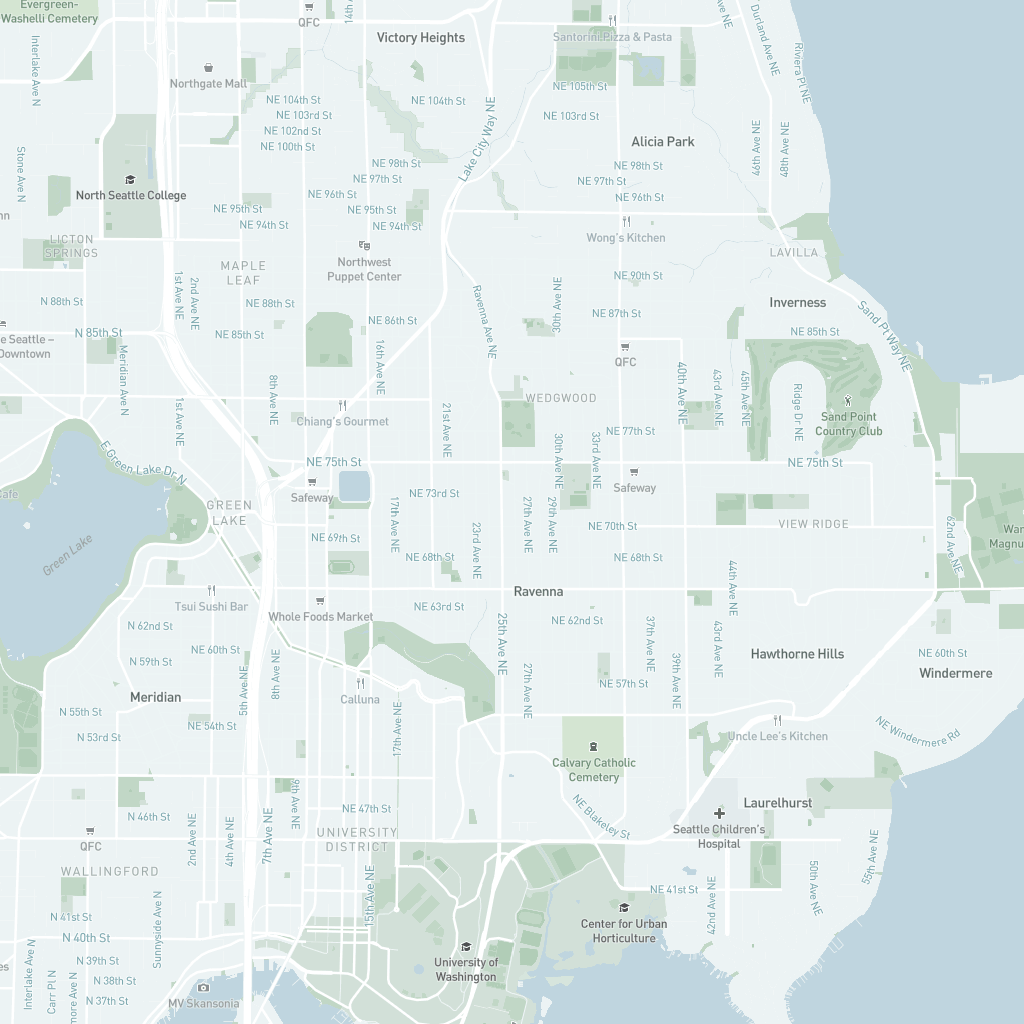 Evergreen-
Washelli Cemetery
QFC
14th
Victory Heights
Santorini Pizza & Pasta
Durland Ave NE
Riviera Pl NE
Interlake Ave N
Northgate Mall
NE 104th St
NE 103rd St
NE 102nd St
NE 100th St
NE 104th St
Lake City Way NE
NE 105th St
NE 103rd St
Alicia Park
46th Ave NE
48th Ave NE
Stone Ave N
North Seattle College
NE 98th St
NE 97th St
NE 96th St
NE 95th St
NE 94th St
NE 98th St
NE 97th St
NE 96th St
NE 95th St
NE 94th St
Wong's Kitchen
LICTON
SPRINGS
MAPLE
LEAF
Northwest
Puppet Center
LAVILLA
1st Ave NE
2nd Ave NE
NE 90th St
30th Ave NE
Inverness
N 88th St
NE 88th St
NE 87th St
Ravenna Ave NE
Sand Pt Way NE
N 85th St
NE 85th St
NE 86th St
NE 85th St
e Seattle –
Downtown
Meridian Ave N
16th Ave NE
QFC
8th Ave NE
40th Ave NE
43rd Ave NE
45th Ave NE
Ridge Dr NE
WEDGWOOD
Sand Point
Country Club
1st Ave NE
Chiang's Gourmet
21st Ave NE
NE 77th St
30th Ave NE
33rd Ave NE
E Green Lake Dr N
NE 75th St
NE 75th St
Safeway
Safeway
Cafe
GREEN
LAKE
17th Ave NE
NE 73rd St
27th Ave NE
29th Ave NE
NE 70th St
VIEW RIDGE
62nd Ave NE
War
Magnu
Green Lake
NE 69th St
23rd Ave NE
NE 68th St
NE 68th St
44th Ave NE
Tsui Sushi Bar
Whole Foods Market
NE 63rd St
Ravenna
NE 62nd St
N 62nd St
NE 60th St
N 59th St
25th Ave NE
37th Ave NE
43rd Ave NE
Hawthorne Hills
NE 60th St
Windermere
5th Ave NE
8th Ave NE
39th Ave NE
27th Ave NE
NE 57th St
Meridian
Calluna
N 55th St
NE 54th St
N 53rd St
17th Ave NE
Uncle Lee's Kitchen
NE Windermere Rd
Calvary Catholic
Cemetery
9th Ave NE
N 46th St
NE 47th St
NE Blakeley St
Laurelhurst
Seattle Children's
Hospital
2nd Ave NE
4th Ave NE
7th Ave NE
UNIVERSITY
DISTRICT
QFC
WALLINGFORD
55th Ave NE
50th Ave NE
15th Ave NE
NE 41st St
42nd Ave NE
N 41st St
Sunnyside Ave N
Center for Urban
Horticulture
N 40th St
N 39th St
N 38th St
N 37th St
Interlake Ave N
Carr Pl N
more Ave N
University of
Washington
MV Skansonia